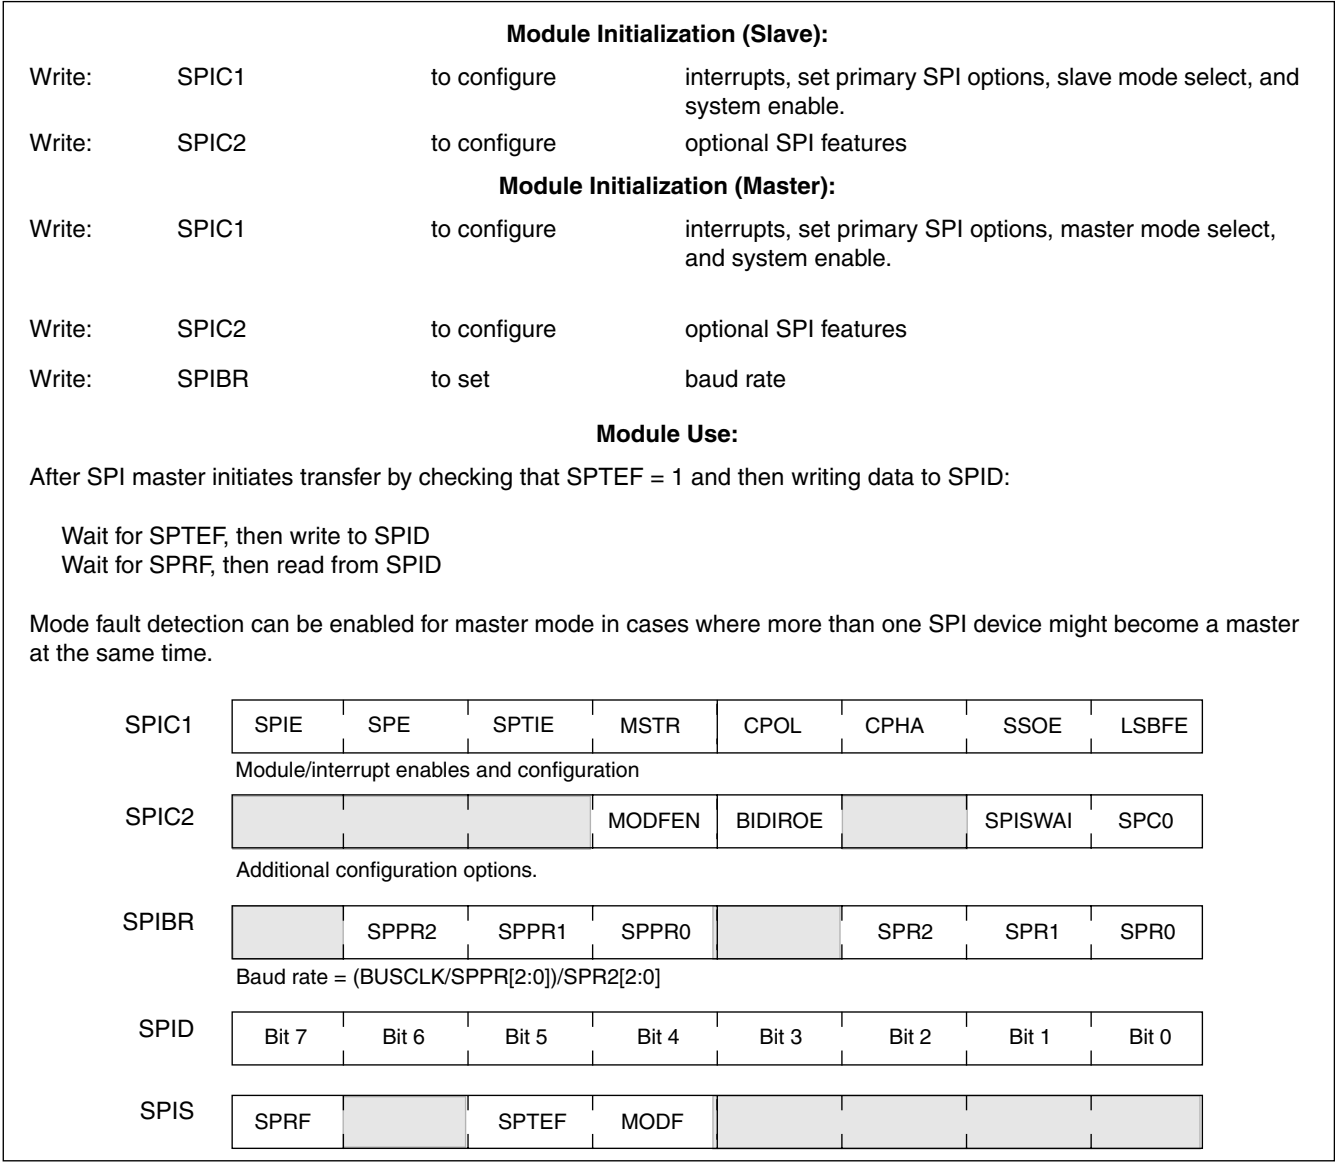 Module Initialization (Slave):
Write: SPIC1 to configure interrupts, set primary SPI options, slave mode select, and
system enable.
Write: SPIC2 to configure optional SPI features
Module Initialization (Master):
Write: SPIC1 to configure interrupts, set primary SPI options, master mode select,
and system enable.
Write: SPIC2 to configure optional SPI features
Write: SPIBR to set baud rate
Module Use:
After SPI master initiates transfer by checking that SPTEF = 1 and then writing data to SPID:
Wait for SPTEF, then write to SPID
Wait for SPRF, then read from SPID
Mode fault detection can be enabled for master mode in cases where more than one SPI device might become a master
at the same time.
SPIC1 SPIE SPE SPTIE MSTR CPOL CPHA SSOE LSBFE
Module/interrupt enables and configuration
SPIC2 MODFEN BIDIROE SPISWAI SPC0
Additional configuration options.
SPIBR SPPR2 SPPR1 SPPR0 SPR2 SPR1 SPR0
Baud rate = (BUSCLK/SPPR[2:0])/SPR2[2:0]
SPID Bit 7 Bit 6 Bit 5 Bit 4 Bit 3 Bit 2 Bit 1 Bit 0
SPIS SPRF SPTEF MODF